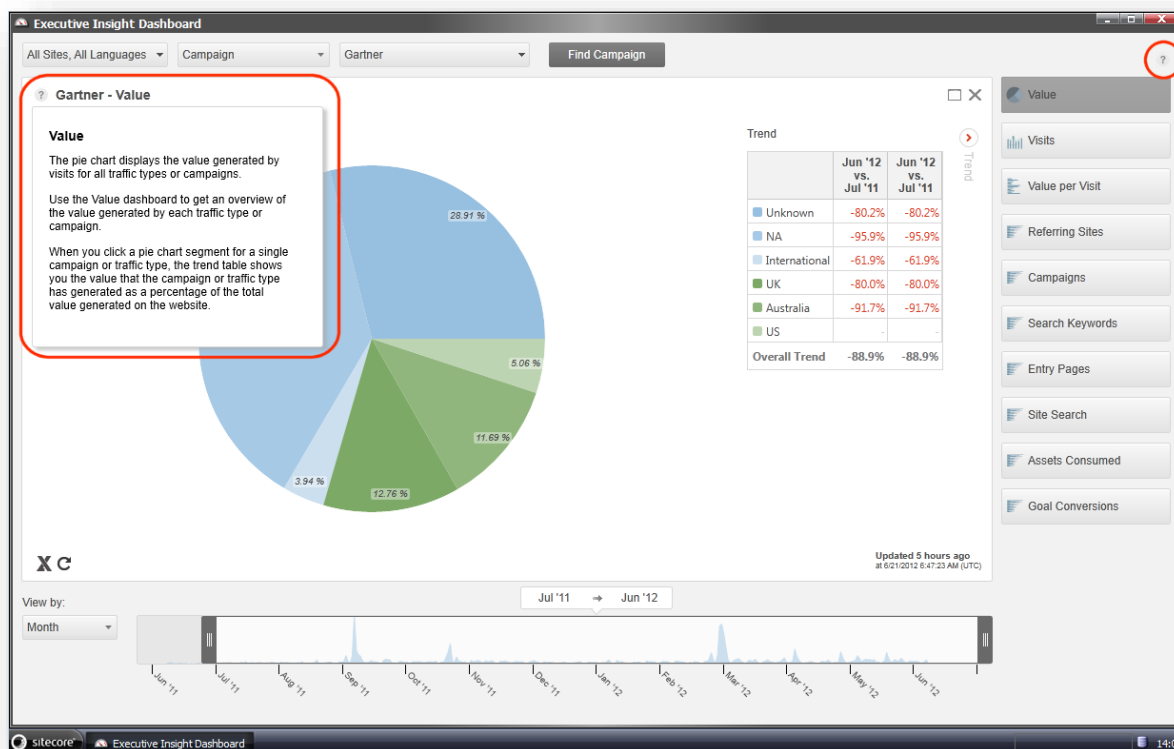 Executive Insight Dashboard
All Sites, All Languages
Campaign
Gartner
Find Campaign
?
? Gartner - Value
Value
The pie chart displays the value generated by
visits for all traffic types or campaigns.
Use the Value dashboard to get an overview of
the value generated by each traffic type or
campaign.
When you click a pie chart segment for a single
campaign or traffic type, the trend table shows
you the value that the campaign or traffic type
has generated as a percentage of the total
value generated on the website.
28.91 %
5.06 %
11.69 %
12.76 %
3.94 %
Trend
Trend
Jun '12 vs. Jul '11 Jun '12 vs. Jul '11
Unknown -80.2% -80.2%
NA -95.9% -95.9%
International -61.9% -61.9%
UK -80.0% -80.0%
Australia -91.7% -91.7%
US - -
Overall Trend -88.9% -88.9%
Value
Visits
Value per Visit
Referring Sites
Campaigns
Search Keywords
Entry Pages
Site Search
Assets Consumed
Goal Conversions
Updated 5 hours ago
at 6/21/2012 6:47:23 AM (UTC)
View by:
Month
Jul '11 → Jun '12
Jun '11 Jul '11 Aug '11 Sep '11 Oct '11 Nov '11 Dec '11 Jan '12 Feb '12 Mar '12 Apr '12 May '12 Jun '12
sitecore Executive Insight Dashboard